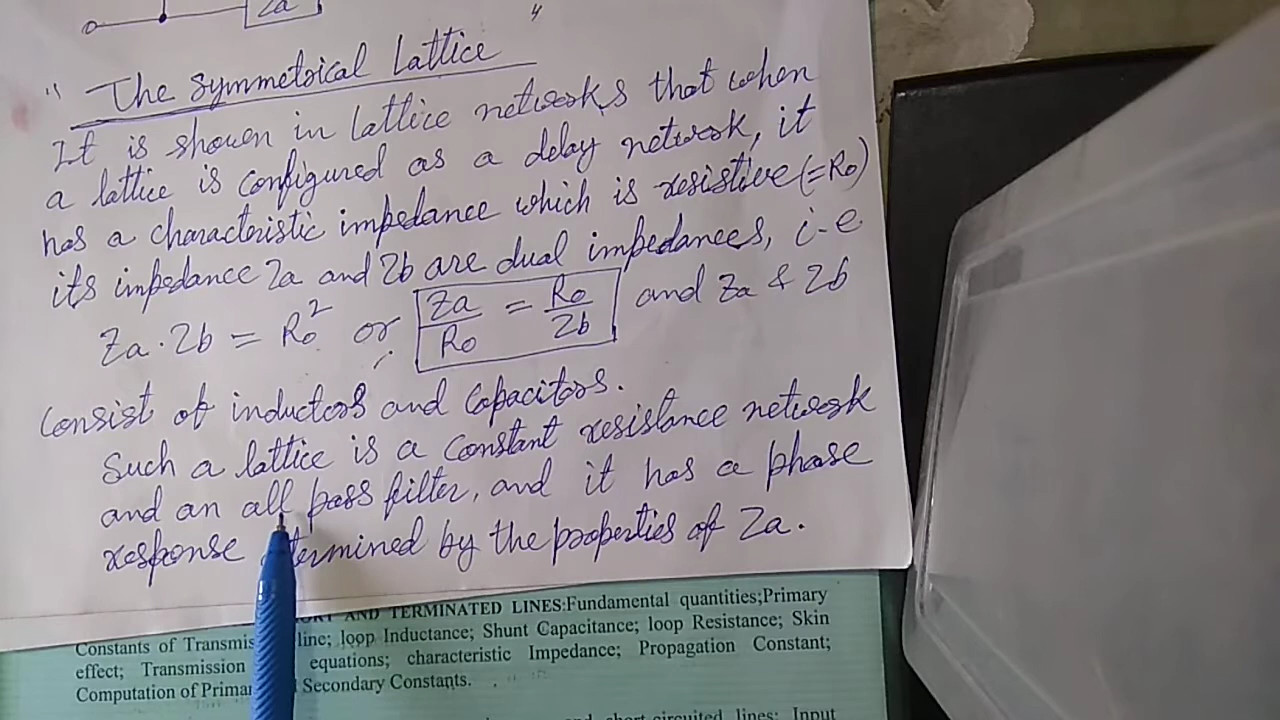 Za
"
" The Symmetrical Lattice
It is shown in lattice networks that when
a lattice is configured as a delay network, it
has a characteristic impedance which is resistive (=Ro)
its impedance Za and Zb are dual impedances, i-e
Za . Zb = Ro² or, Za/Ro = Ro/Zb and Za & Zb
Consist of inductors and Capacitors.
Such a lattice is a constant resistance network
and an all pass filter, and it has a phase
response determined by the properties of Za.
AND TERMINATED LINES:Fundamental quantities;Primary
Constants of Transmis line; loop Inductance; Shunt Capacitance; loop Resistance; Skin
effect; Transmission equations; characteristic Impedance; Propagation Constant;
Computation of Primar Secondary Constants.
short-circuited lines; Input